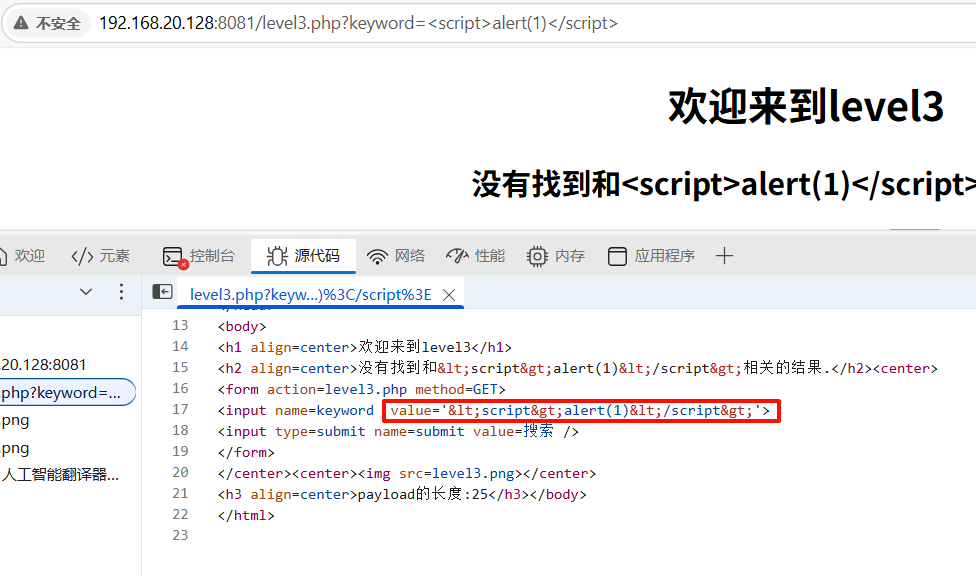 不安全 192.168.20.128:8081/level3.php?keyword=<script>alert(1)</script>
欢迎来到level3
没有找到和<script>alert(1)</script>
欢迎 </> 元素 控制台 源代码 网络 性能 内存 应用程序 +
level3.php?keyw...)%3C/script%3E ×
13 <body>
14 <h1 align=center>欢迎来到level3</h1>
20.128:8081
15 <h2 align=center>没有找到和&lt;script&gt;alert(1)&lt;/script&gt;相关的结果.</h2><center>
.php?keyword=...
16 <form action=level3.php method=GET>
17 <input name=keyword  value='&lt;script&gt;alert(1)&lt;/script&gt;'>
.png
18 <input type=submit name=submit value=搜索 />
.png
19 </form>
人工智能翻译器...
20 </center><center><img src=level3.png></center>
21 <h3 align=center>payload的长度:25</h3></body>
22 </html>
23